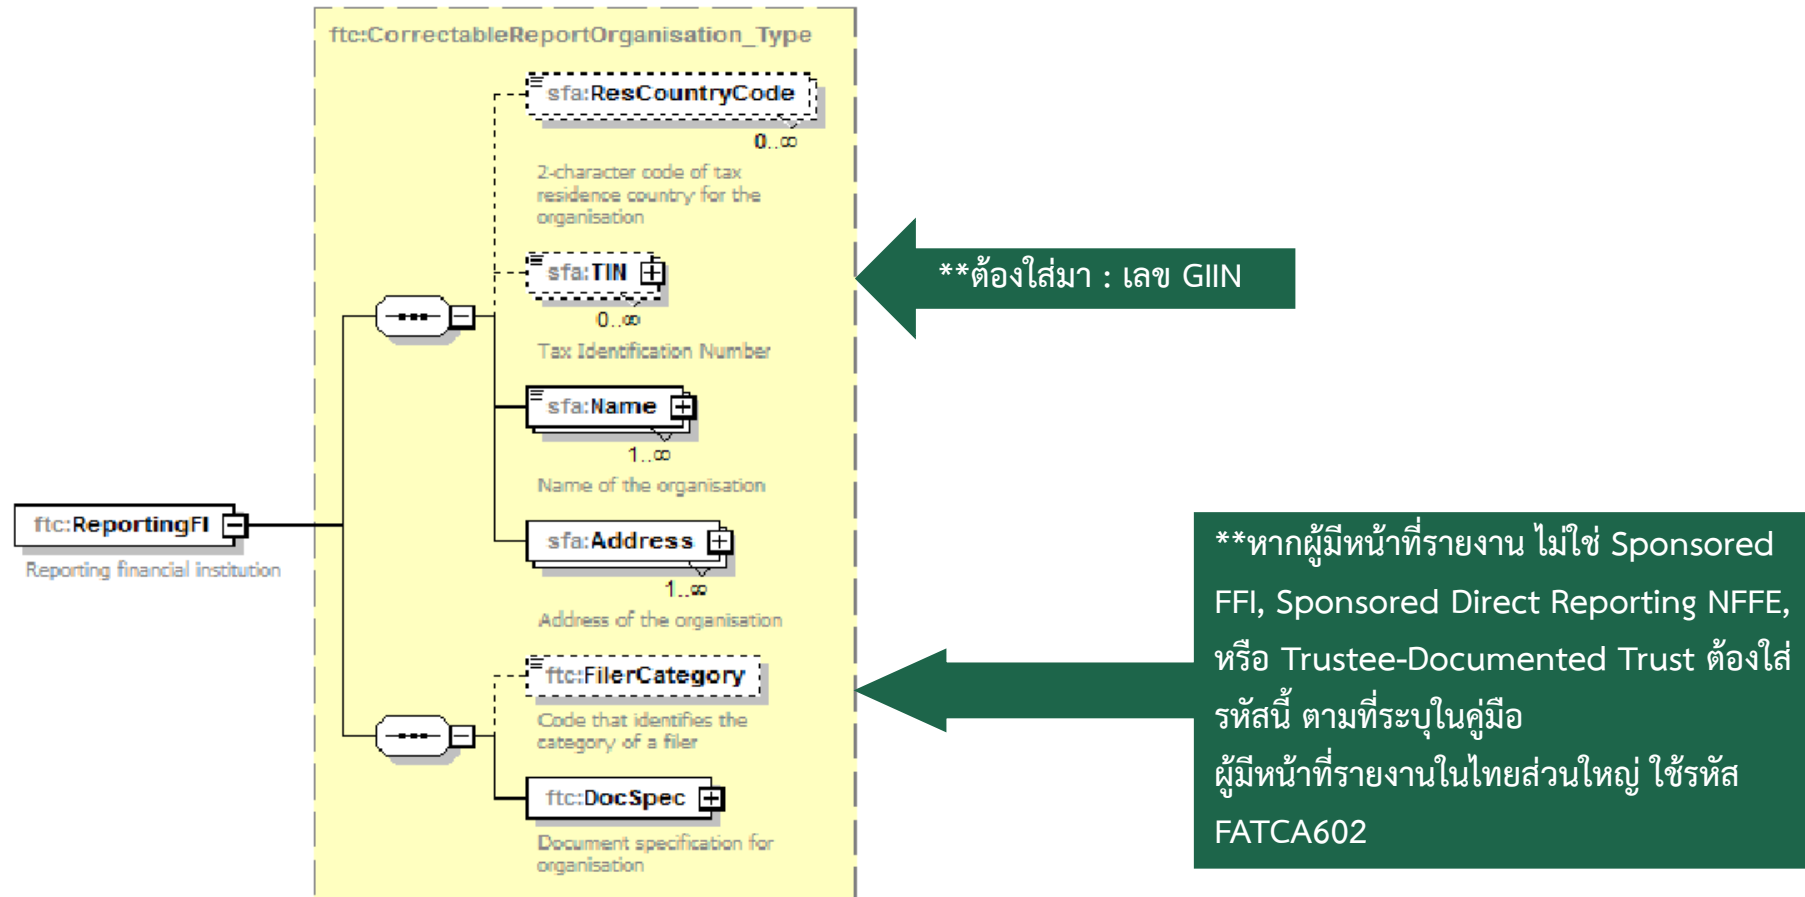 ftc:CorrectableReportOrganisation_Type
sfa:ResCountryCode
0..∞
2-character code of tax
residence country for the
organisation
sfa:TIN
0..∞
Tax Identification Number
**ต้องใส่มา : เลข GIIN
sfa:Name
1..∞
Name of the organisation
ftc:ReportingFI
Reporting financial institution
sfa:Address
1..∞
Address of the organisation
ftc:FilerCategory
Code that identifies the
category of a filer
ftc:DocSpec
Document specification for
organisation
**หากผู้มีหน้าที่รายงาน ไม่ใช่ Sponsored
FFI, Sponsored Direct Reporting NFFE,
หรือ Trustee-Documented Trust ต้องใส่
รหัสนี้ ตามที่ระบุในคู่มือ
ผู้มีหน้าที่รายงานในไทยส่วนใหญ่ ใช้รหัส
FATCA602